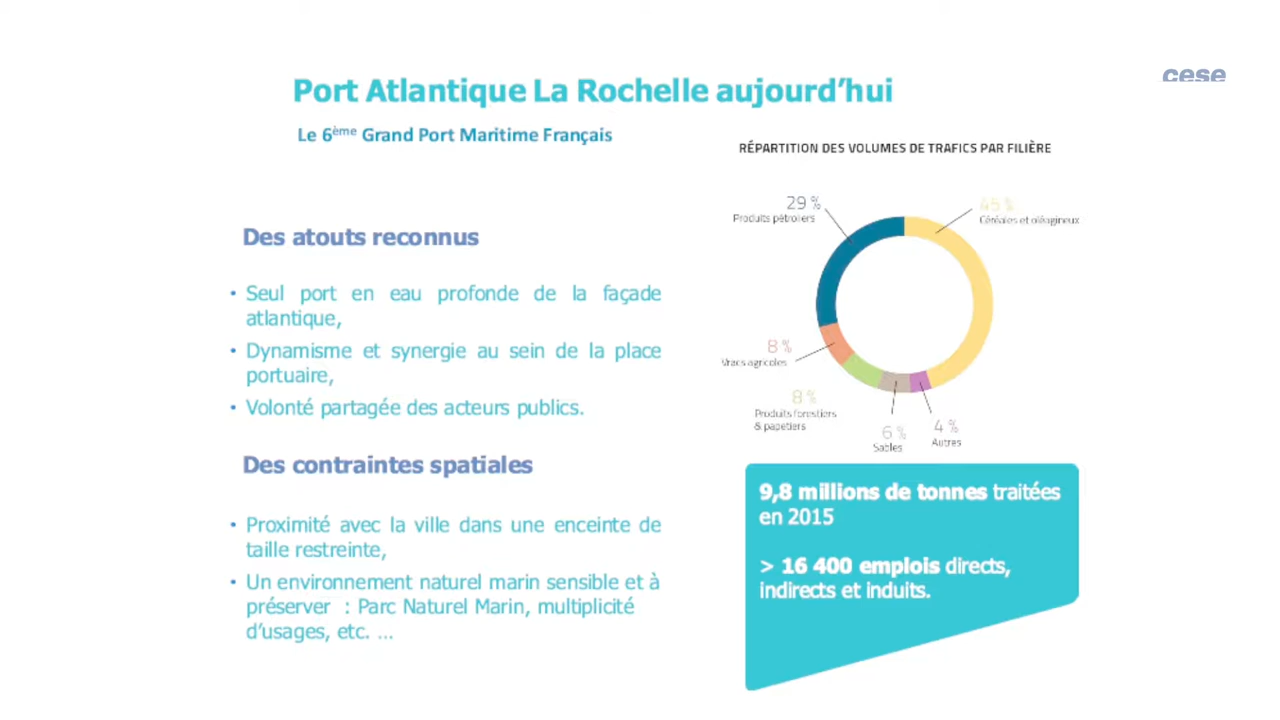 cese
Port Atlantique La Rochelle aujourd’hui
Le 6ème Grand Port Maritime Français
Des atouts reconnus
• Seul port en eau profonde de la façade
atlantique,
• Dynamisme et synergie au sein de la place
portuaire,
• Volonté partagée des acteurs publics.
Des contraintes spatiales
• Proximité avec la ville dans une enceinte de
taille restreinte,
• Un environnement naturel marin sensible et à
préserver : Parc Naturel Marin, multiplicité
d’usages, etc. ...
RÉPARTITION DES VOLUMES DE TRAFICS PAR FILIÈRE
29 %
Produits pétroliers
45 %
Céréales et oléagineux
8 %
Vracs agricoles
8 %
Produits forestiers
& papetiers
6 %
Sables
4 %
Autres
9,8 millions de tonnes traitées
en 2015
> 16 400 emplois directs,
indirects et induits.